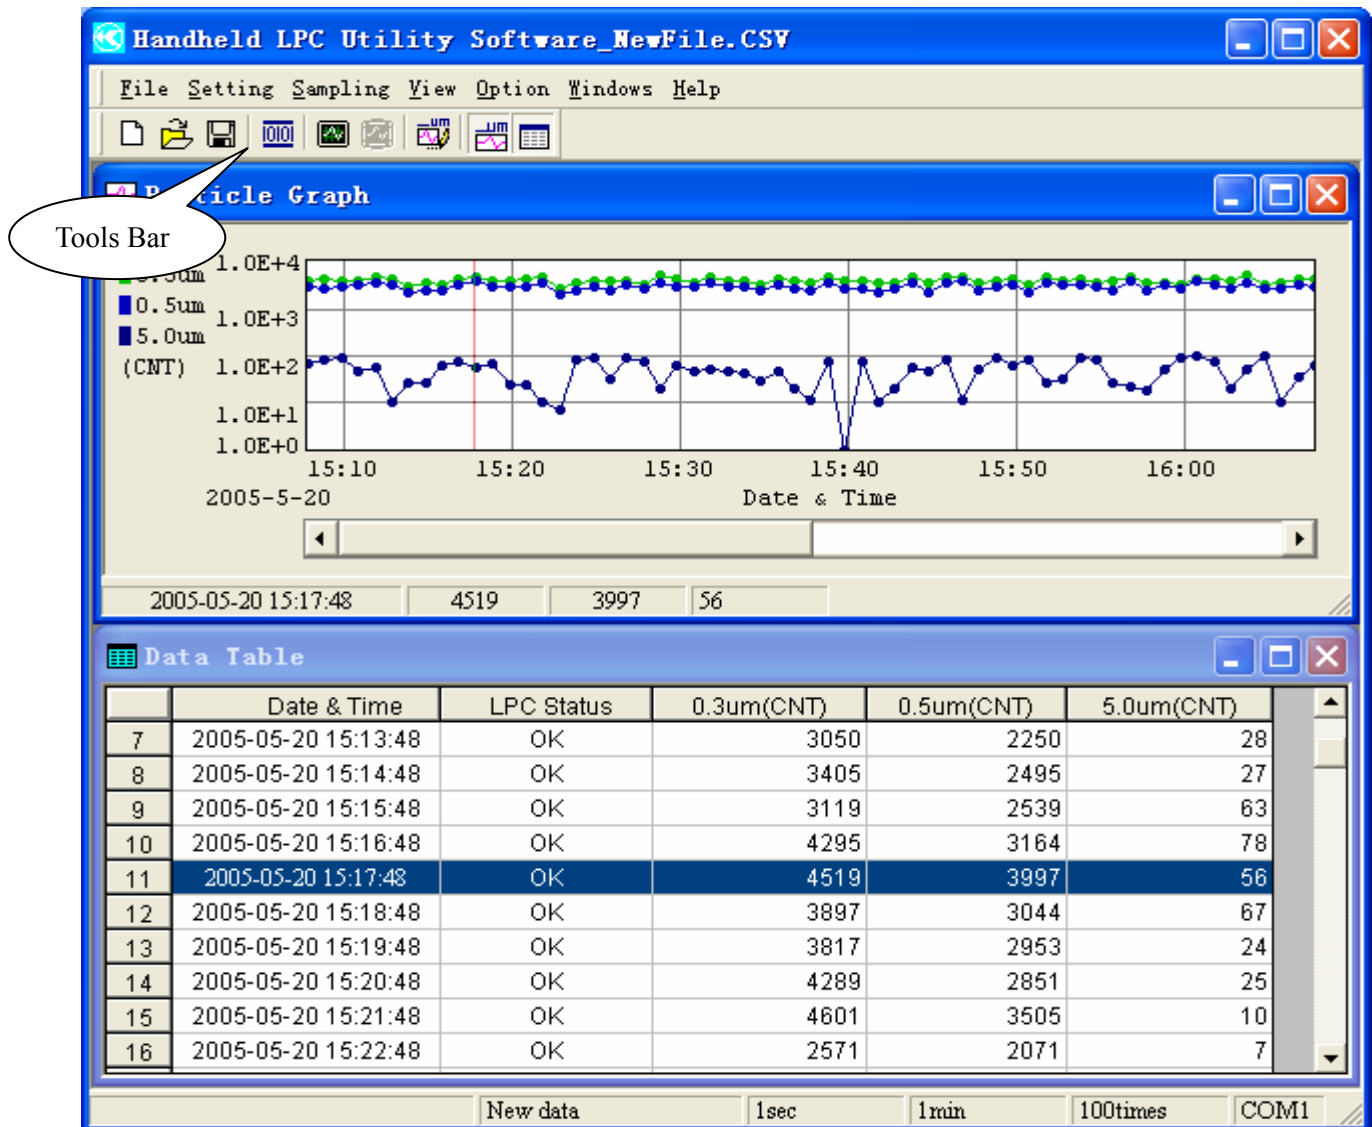 Handheld LPC Utility Software_NewFile.CSV
File Setting Sampling View Option Windows Help
um
um
Tools Bar
Graph
1.0E+4
0.5um
1.0E+3
5.0um
(CNT) 1.0E+2
1.0E+1
1.0E+0
15:10 15:20 15:30 15:40 15:50 16:00
2005-5-20 Date & Time
2005-05-20 15:17:48 4519 3997 56
Data Table
Date & Time LPC Status 0.3um(CNT) 0.5um(CNT) 5.0um(CNT)
7 2005-05-20 15:13:48 OK 3050 2250 28
8 2005-05-20 15:14:48 OK 3405 2495 27
9 2005-05-20 15:15:48 OK 3119 2539 63
10 2005-05-20 15:16:48 OK 4295 3164 78
11 2005-05-20 15:17:48 OK 4519 3997 56
12 2005-05-20 15:18:48 OK 3897 3044 67
13 2005-05-20 15:19:48 OK 3817 2953 24
14 2005-05-20 15:20:48 OK 4289 2851 25
15 2005-05-20 15:21:48 OK 4601 3505 10
16 2005-05-20 15:22:48 OK 2571 2071 7
New data 1sec 1min 100times COM1